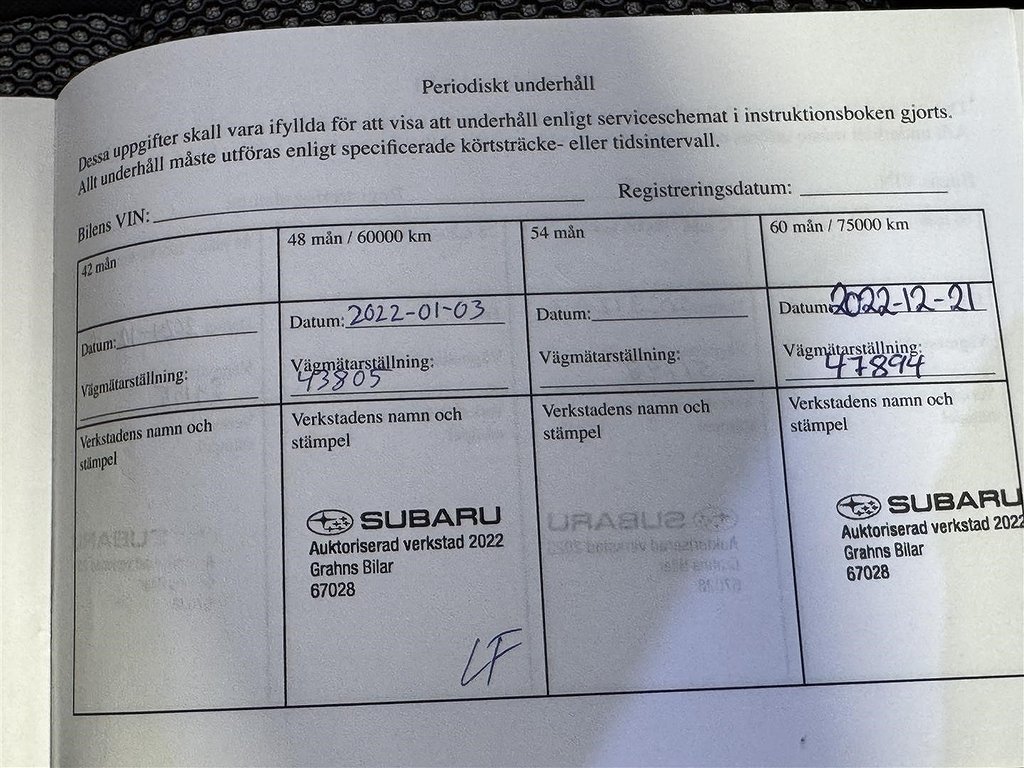 Periodiskt underhåll
Dessa uppgifter skall vara ifyllda för att visa att underhåll enligt serviceschemat i instruktionsboken gjorts.
Allt underhåll måste utföras enligt specificerade körtsträcke- eller tidsintervall.
Bilens VIN:
Registreringsdatum:
42 mån
Datum:
Vägmätarställning:
Verkstadens namn och
stämpel
48 mån / 60000 km
Datum: 2022-01-03
Vägmätarställning:
43805
Verkstadens namn och
stämpel
SUBARU
Auktoriserad verkstad 2022
Grahns Bilar
67028
LF
54 mån
Datum:
Vägmätarställning:
Verkstadens namn och
stämpel
60 mån / 75000 km
Datum: 2022-12-21
Vägmätarställning:
47894
Verkstadens namn och
stämpel
SUBARU
Auktoriserad verkstad 2022
Grahns Bilar
67028